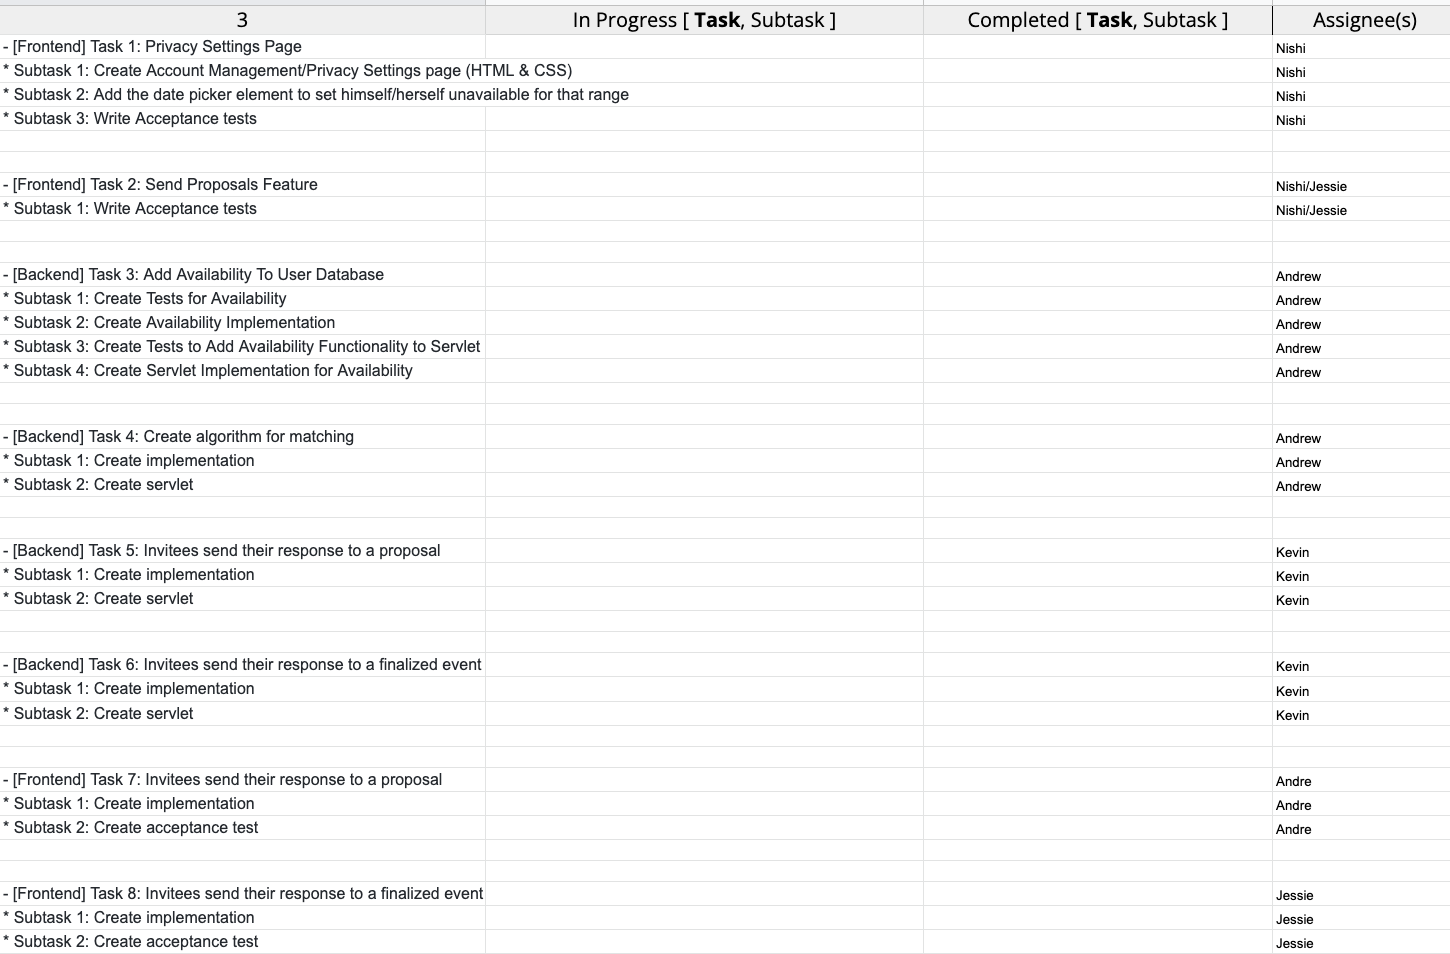 3 In Progress [ Task, Subtask ] Completed [ Task, Subtask ] Assignee(s)
- [Frontend] Task 1: Privacy Settings Page Nishi
* Subtask 1: Create Account Management/Privacy Settings page (HTML & CSS) Nishi
* Subtask 2: Add the date picker element to set himself/herself unavailable for that range Nishi
* Subtask 3: Write Acceptance tests Nishi
- [Frontend] Task 2: Send Proposals Feature Nishi/Jessie
* Subtask 1: Write Acceptance tests Nishi/Jessie
- [Backend] Task 3: Add Availability To User Database Andrew
* Subtask 1: Create Tests for Availability Andrew
* Subtask 2: Create Availability Implementation Andrew
* Subtask 3: Create Tests to Add Availability Functionality to Servlet Andrew
* Subtask 4: Create Servlet Implementation for Availability Andrew
- [Backend] Task 4: Create algorithm for matching Andrew
* Subtask 1: Create implementation Andrew
* Subtask 2: Create servlet Andrew
- [Backend] Task 5: Invitees send their response to a proposal Kevin
* Subtask 1: Create implementation Kevin
* Subtask 2: Create servlet Kevin
- [Backend] Task 6: Invitees send their response to a finalized event Kevin
* Subtask 1: Create implementation Kevin
* Subtask 2: Create servlet Kevin
- [Frontend] Task 7: Invitees send their response to a proposal Andre
* Subtask 1: Create implementation Andre
* Subtask 2: Create acceptance test Andre
- [Frontend] Task 8: Invitees send their response to a finalized event Jessie
* Subtask 1: Create implementation Jessie
* Subtask 2: Create acceptance test Jessie